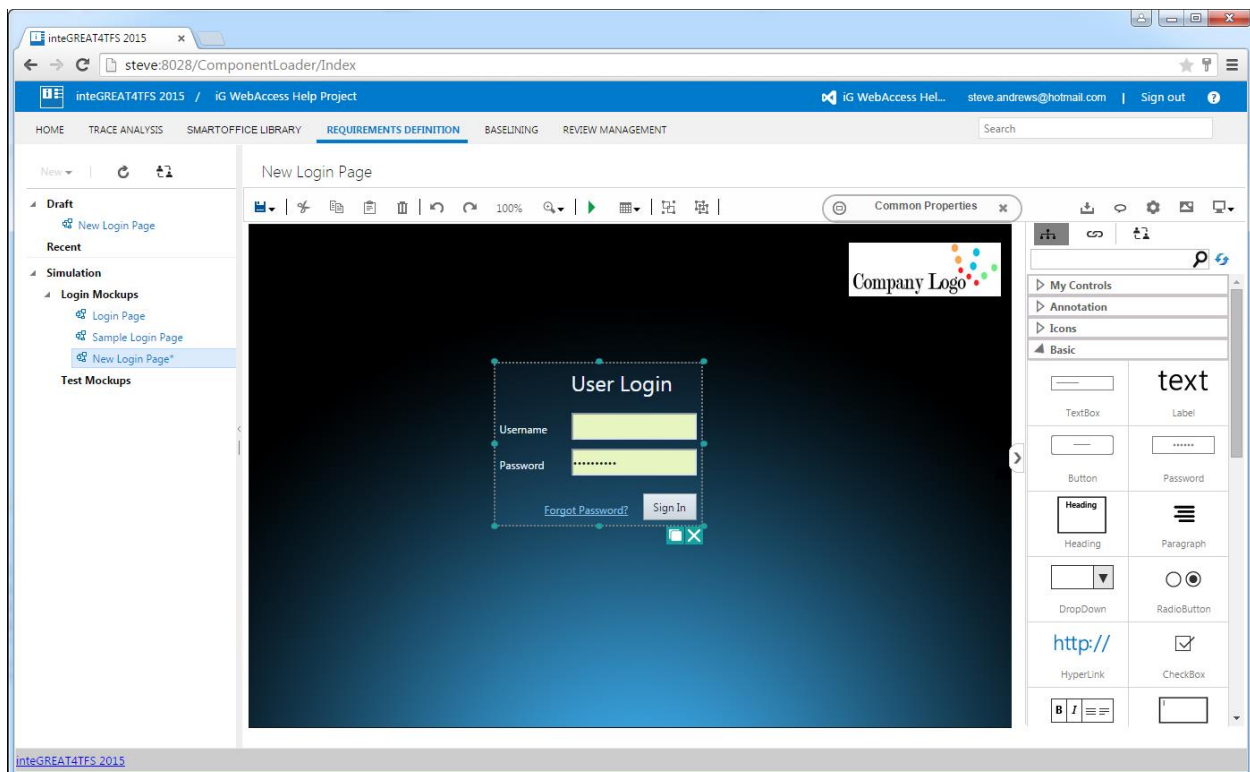 inteGREAT4TFS 2015
steve:8028/ComponentLoader/Index
inteGREAT4TFS 2015 / iG WebAccess Help Project
iG WebAccess Hel... steve.andrews@hotmail.com | Sign out ?
HOME TRACE ANALYSIS SMARTOFFICE LIBRARY REQUIREMENTS DEFINITION BASELINING REVIEW MANAGEMENT Search
New
Draft
New Login Page
Recent
Simulation
Login Mockups
Login Page
Sample Login Page
New Login Page*
Test Mockups
New Login Page
100%
Common Properties
Company Logo
User Login
Username
Password
Forgot Password? Sign In
My Controls
Annotation
Icons
Basic
text
TextBox Label
Button Password
Heading
Heading Paragraph
DropDown RadioButton
http://
HyperLink CheckBox
B I
inteGREAT4TFS 2015